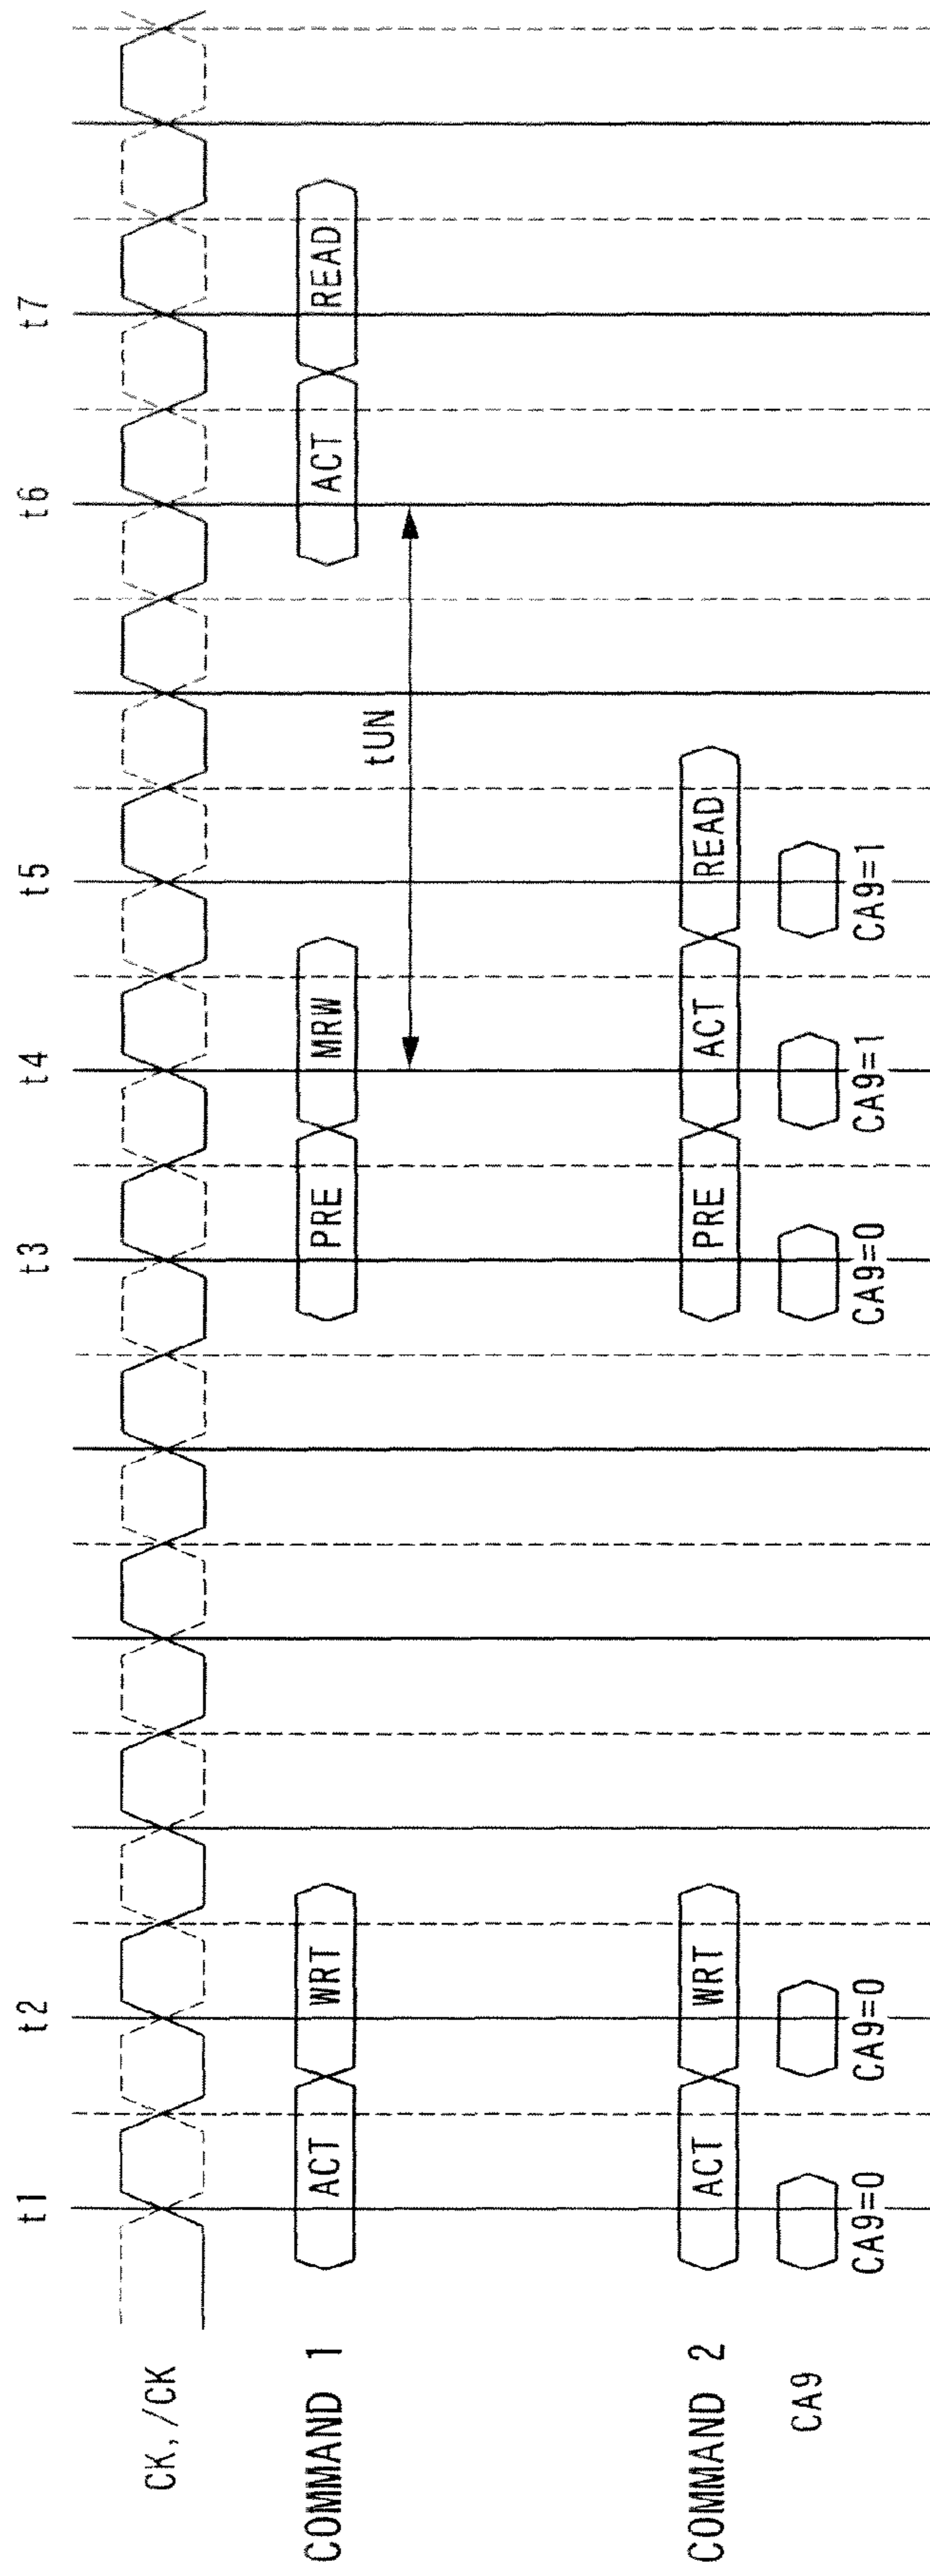 t1 t2 t3 t4 t5 t6 t7
CK,/CK
COMMAND 1 ACT WRT PRE MRW ACT READ
tUN
COMMAND 2 ACT WRT PRE ACT READ
CA9
CA9=0 CA9=0 CA9=0 CA9=1 CA9=1